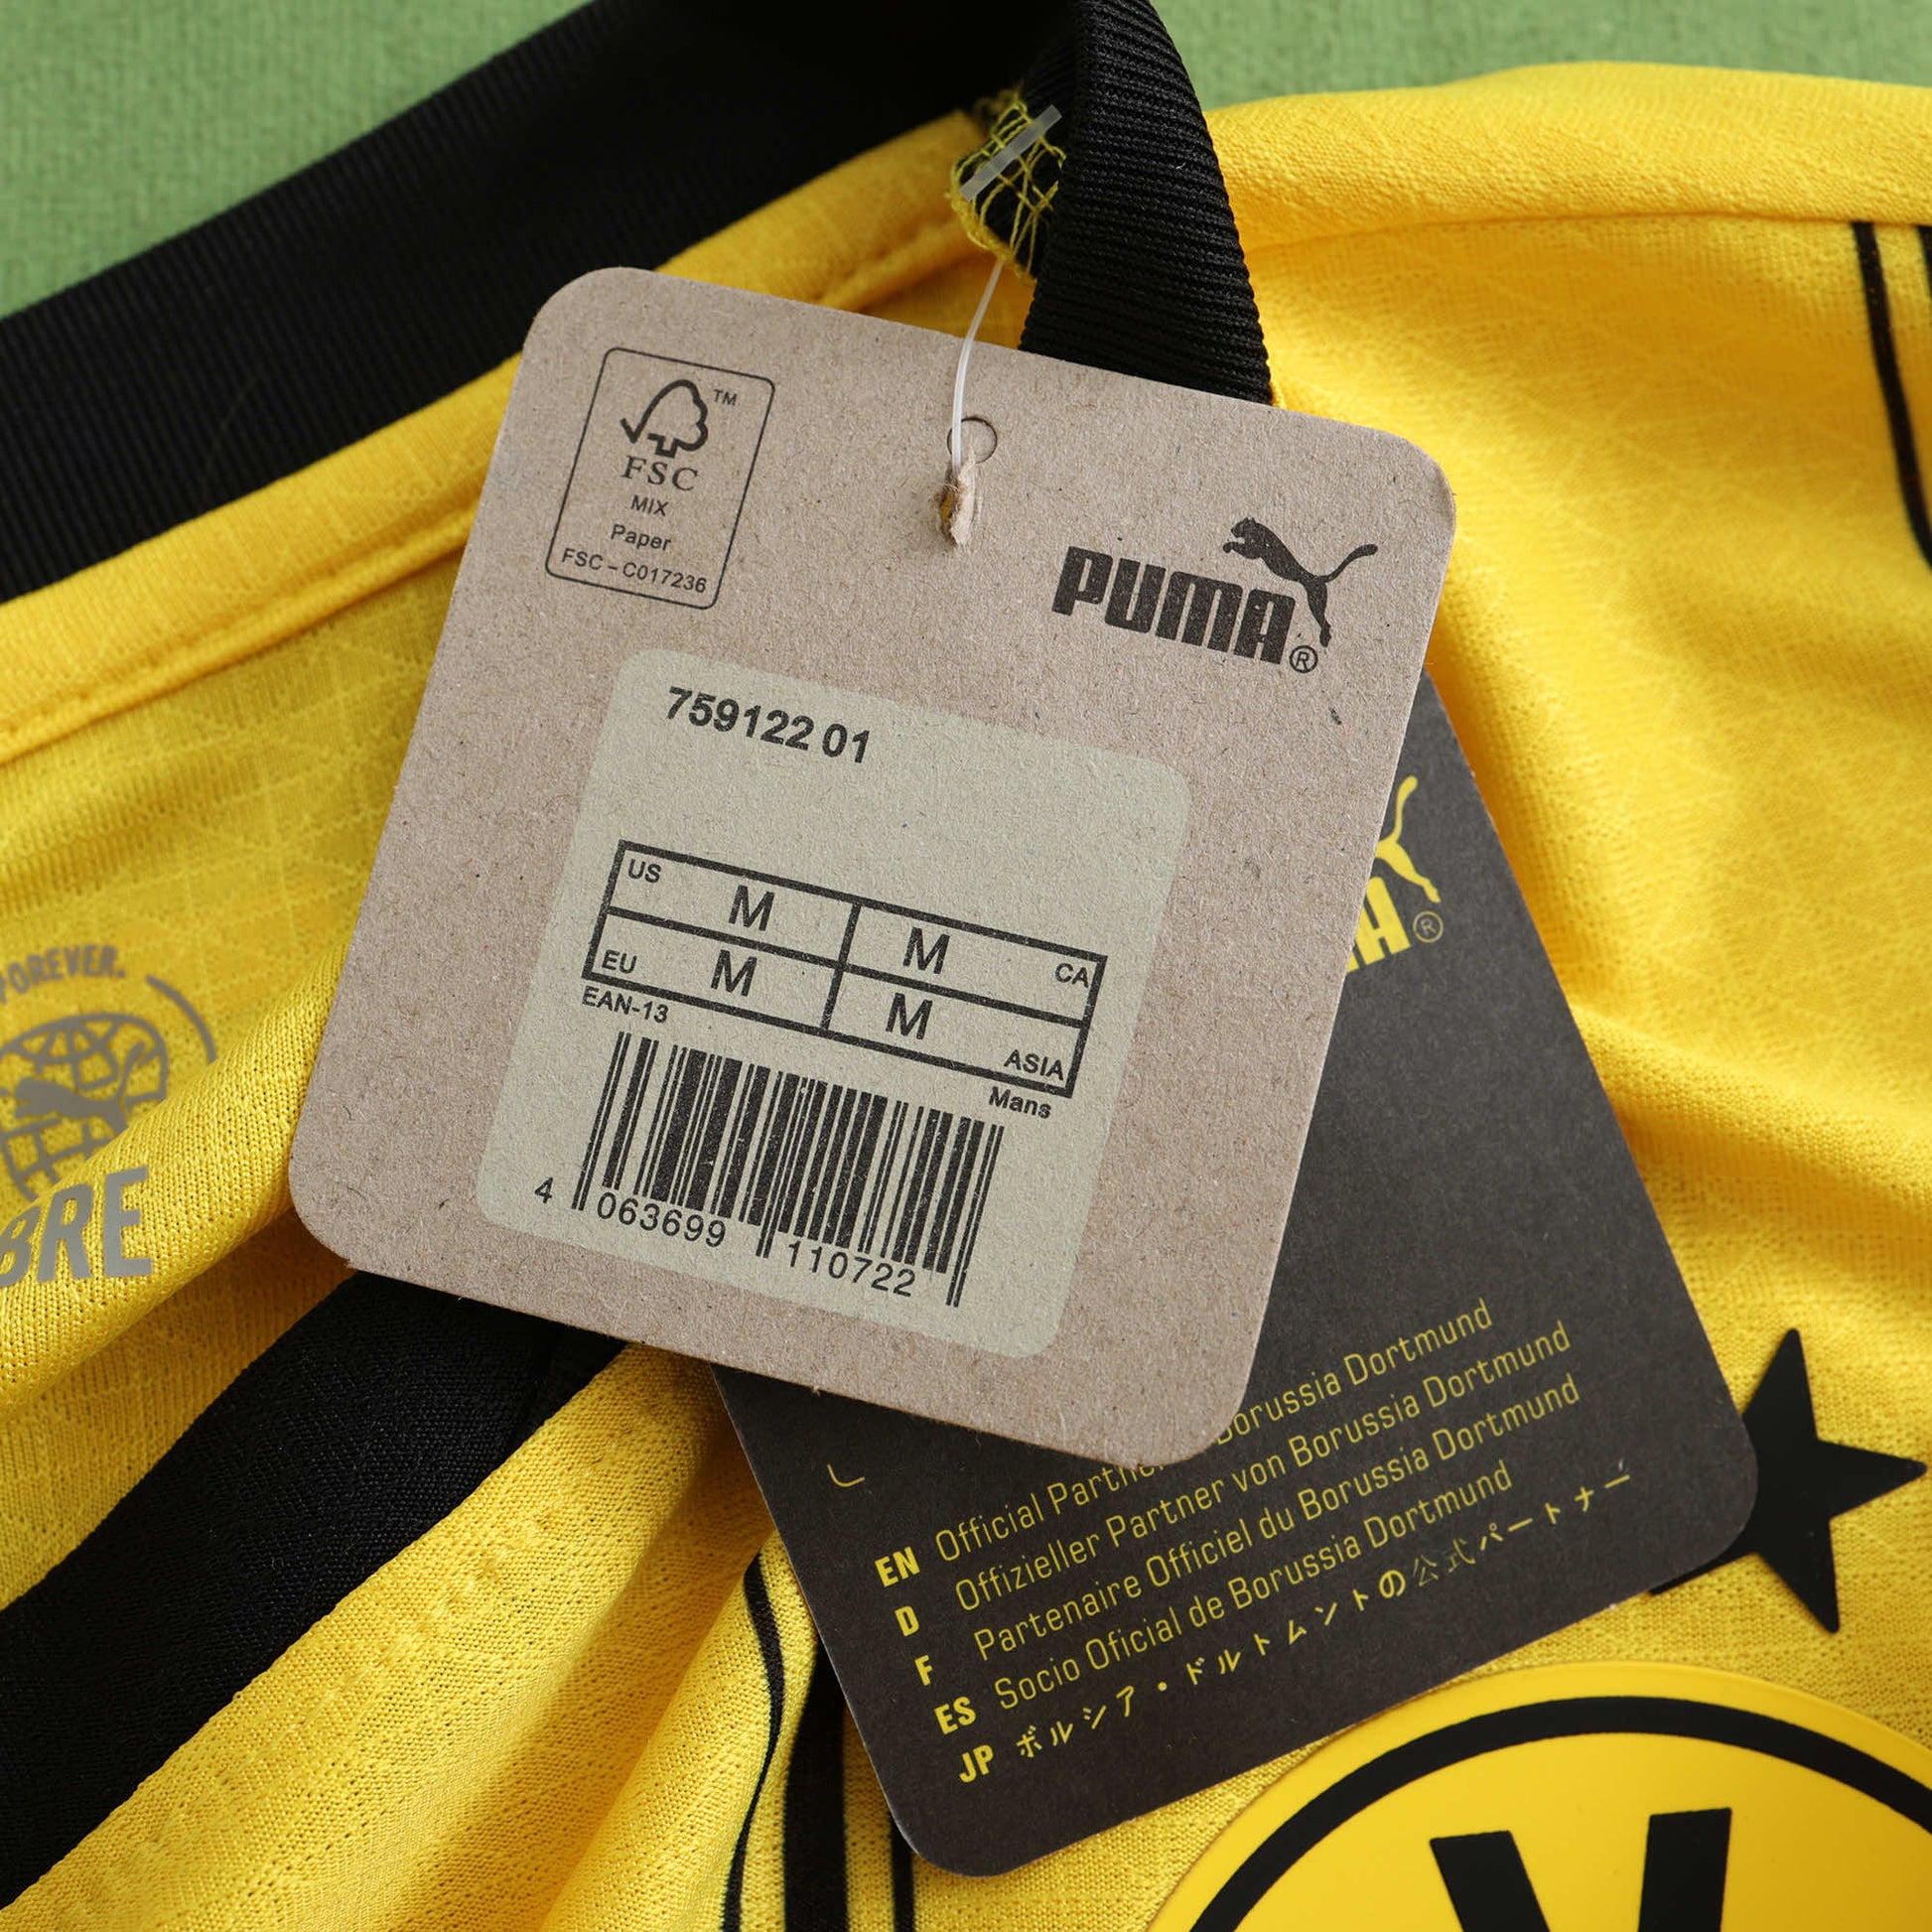 TM
FSC
MIX
Paper
FSC – C017236
PUMA®
759122 01
US M M CA
EU M M ASIA
EAN-13
Mans
4 063699 110722
FOREVER.
®
EN Official Borussia Dortmund
D Offizieller Partner von Borussia Dortmund
F Partenaire Officiel du Borussia Dortmund
ES Socio Oficial de Borussia Dortmund
JP ボルシア・ドルトムントの公式パートナー